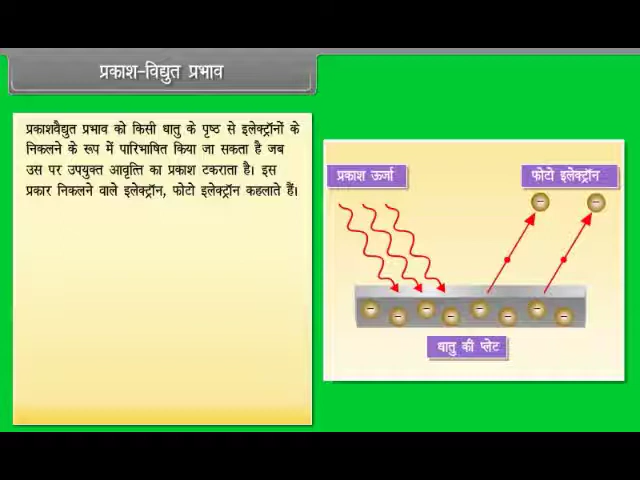 प्रकाश-विद्युत प्रभाव
प्रकाशवैद्युत प्रभाव को किसी धातु के पृष्ठ से इलेक्ट्रॉनों के
निकलने के रूप में पारिभाषित किया जा सकता है जब
उस पर उपयुक्त आवृत्ति का प्रकाश टकराता है। इस
प्रकार निकलने वाले इलेक्ट्रॉन, फोटो इलेक्ट्रॉन कहलाते हैं।
प्रकाश ऊर्जा
फोटो इलेक्ट्रॉन
धातु की प्लेट